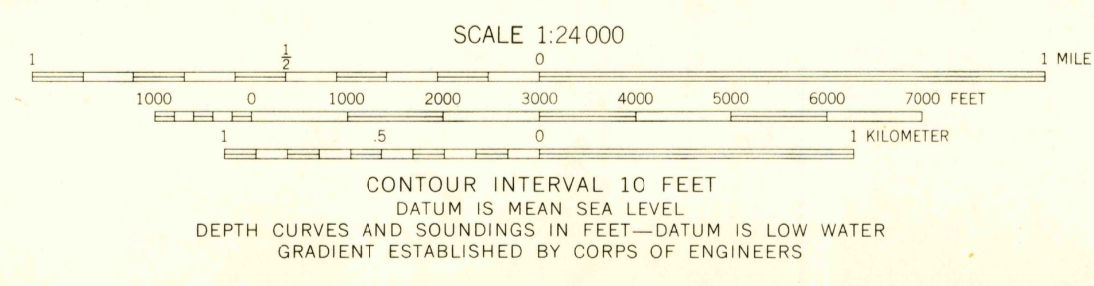 SCALE 1:24 000
1 ½ 0 1 MILE
1000 0 1000 2000 3000 4000 5000 6000 7000 FEET
1 .5 0 1 KILOMETER
CONTOUR INTERVAL 10 FEET
DATUM IS MEAN SEA LEVEL
DEPTH CURVES AND SOUNDINGS IN FEET—DATUM IS LOW WATER
GRADIENT ESTABLISHED BY CORPS OF ENGINEERS